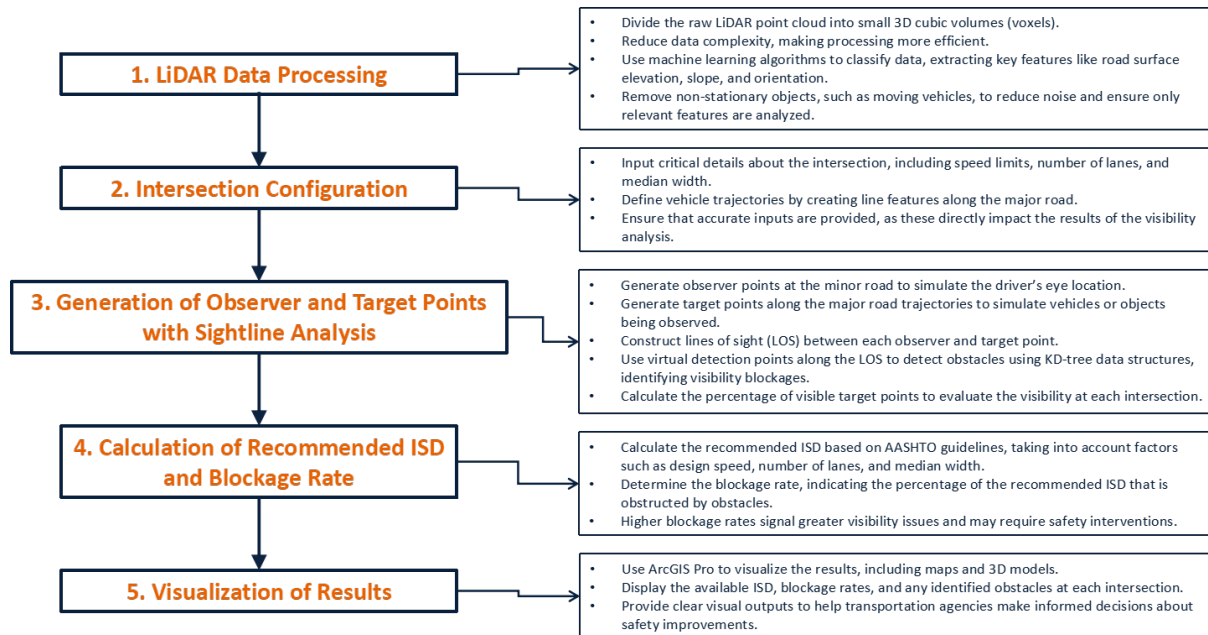 1. LiDAR Data Processing
• Divide the raw LiDAR point cloud into small 3D cubic volumes (voxels).
• Reduce data complexity, making processing more efficient.
• Use machine learning algorithms to classify data, extracting key features like road surface
elevation, slope, and orientation.
• Remove non-stationary objects, such as moving vehicles, to reduce noise and ensure only
relevant features are analyzed.
2. Intersection Configuration
• Input critical details about the intersection, including speed limits, number of lanes, and
median width.
• Define vehicle trajectories by creating line features along the major road.
• Ensure that accurate inputs are provided, as these directly impact the results of the visibility
analysis.
3. Generation of Observer and Target Points
with Sightline Analysis
• Generate observer points at the minor road to simulate the driver's eye location.
• Generate target points along the major road trajectories to simulate vehicles or objects
being observed.
• Construct lines of sight (LOS) between each observer and target point.
• Use virtual detection points along the LOS to detect obstacles using KD-tree data structures,
identifying visibility blockages.
• Calculate the percentage of visible target points to evaluate the visibility at each intersection.
4. Calculation of Recommended ISD
and Blockage Rate
• Calculate the recommended ISD based on AASHTO guidelines, taking into account factors
such as design speed, number of lanes, and median width.
• Determine the blockage rate, indicating the percentage of the recommended ISD that is
obstructed by obstacles.
• Higher blockage rates signal greater visibility issues and may require safety interventions.
5. Visualization of Results
• Use ArcGIS Pro to visualize the results, including maps and 3D models.
• Display the available ISD, blockage rates, and any identified obstacles at each intersection.
• Provide clear visual outputs to help transportation agencies make informed decisions about
safety improvements.